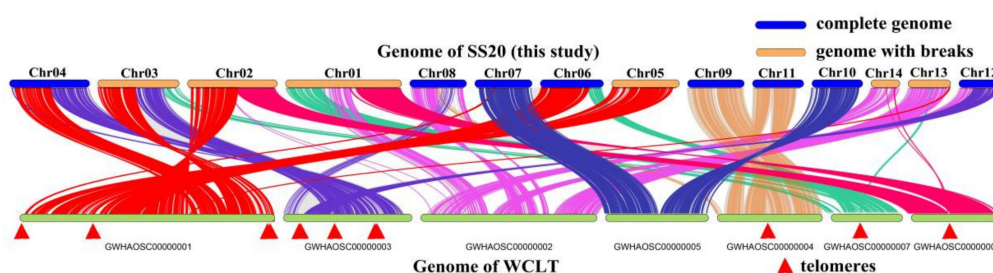 complete genome
Genome of SS20 (this study)
genome with breaks
Chr04 Chr03 Chr02 Chr01 Chr08 Chr07 Chr06 Chr05 Chr09 Chr11 Chr10 Chr14 Chr13 Chr12
GWHAOSC00000001 GWHAOSC00000003 GWHAOSC00000002 GWHAOSC00000005 GWHAOSC00000004 GWHAOSC00000007
Genome of WCLT
telomeres